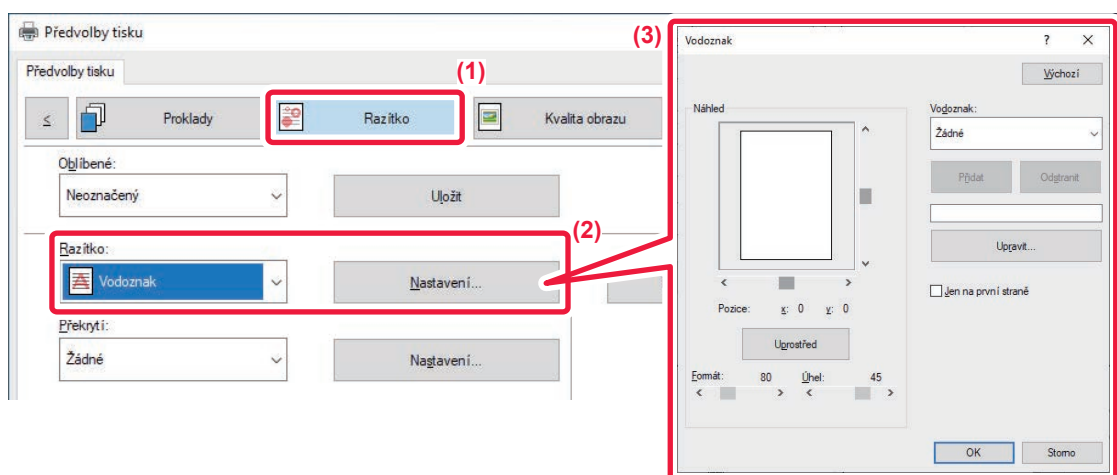 Předvolby tisku
Předvolby tisku
(1)
< Proklady Razítko Kvalita obrazu
Oblíbené:
Neoznačený Uložit
(2)
Razítko:
Vodoznak Nastavení...
Překrytí:
Žádné Nastavení...
(3)
Vodoznak ? X
Výchozí
Náhled
Vodoznak:
Žádné
Přidat Odstranit
Upravit...
Jen na první straně
Pozice: x: 0 y: 0
Uprostřed
Formát: 80 Úhel: 45
OK Storno